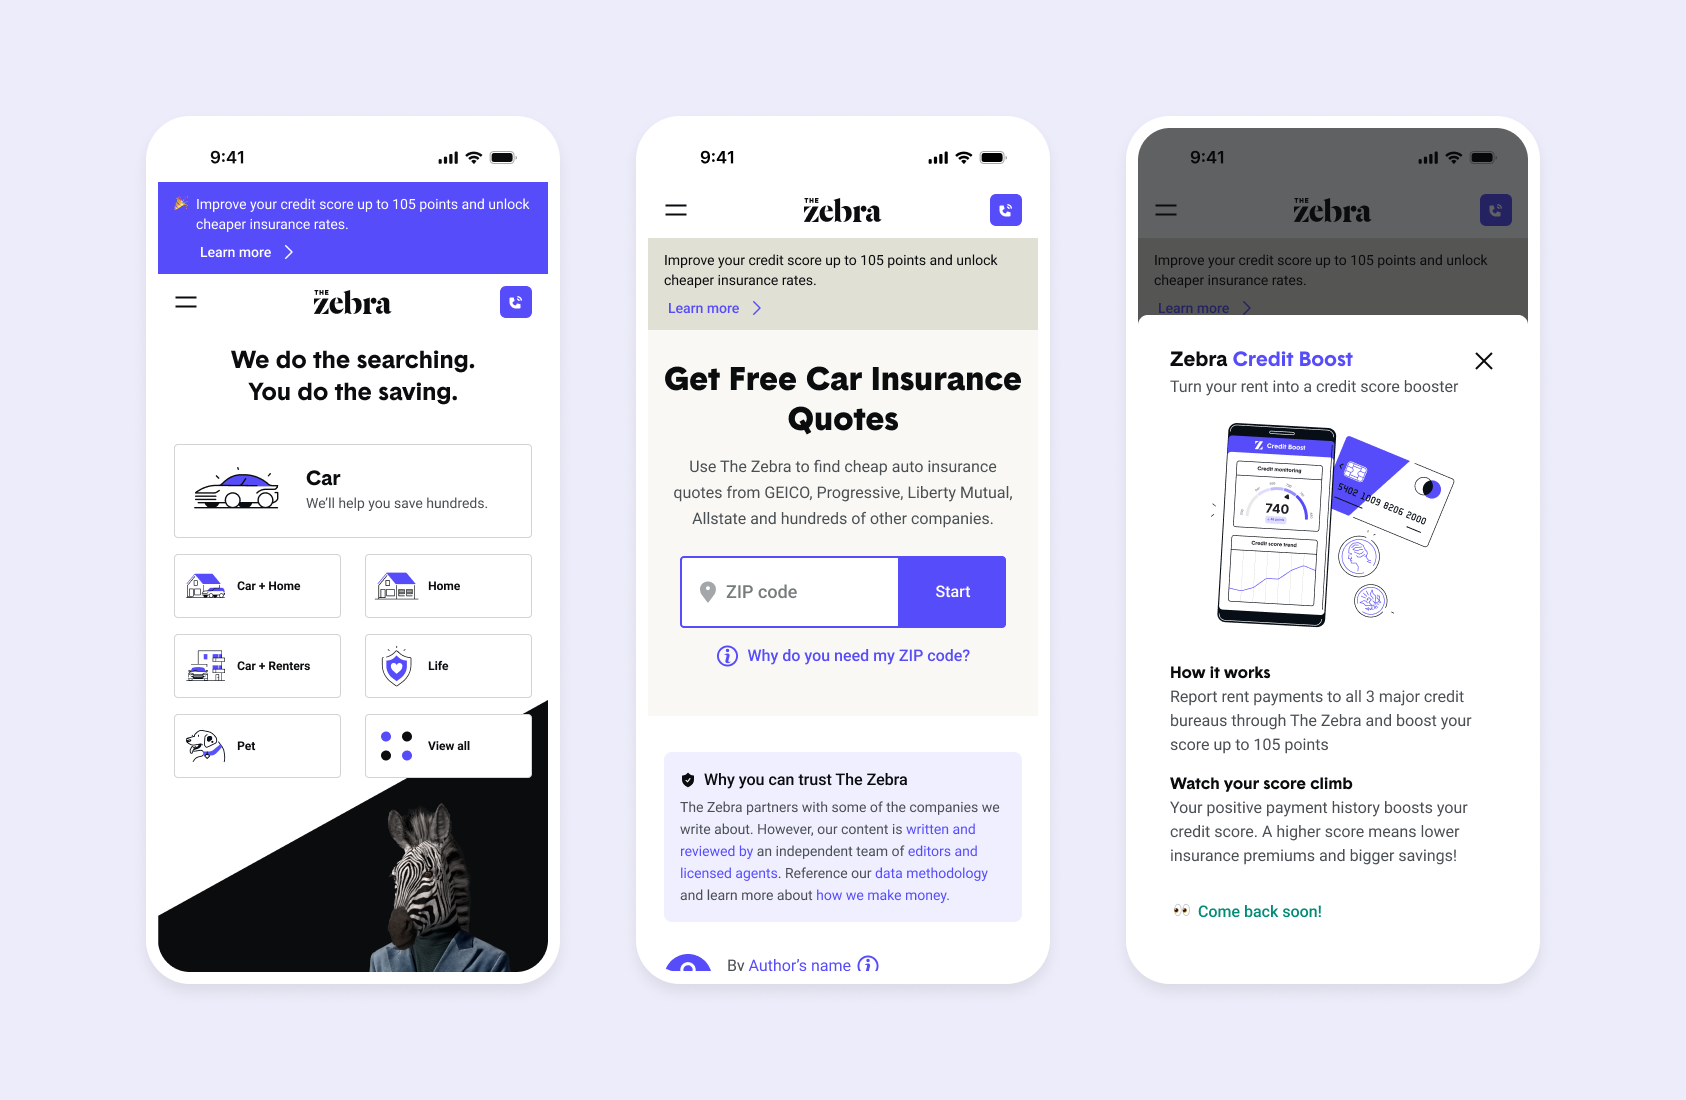 9:41
🎉 Improve your credit score up to 105 points and unlock
cheaper insurance rates.
Learn more
THE
Zebra
We do the searching.
You do the saving.
Car
We'll help you save hundreds.
Car + Home
Home
Car + Renters
Life
Pet
View all
9:41
THE
Zebra
Improve your credit score up to 105 points and unlock
cheaper insurance rates.
Learn more
Get Free Car Insurance
Quotes
Use The Zebra to find cheap auto insurance
quotes from GEICO, Progressive, Liberty Mutual,
Allstate and hundreds of other companies.
ZIP code
Start
Why do you need my ZIP code?
Why you can trust The Zebra
The Zebra partners with some of the companies we
write about. However, our content is written and
reviewed by an independent team of editors and
licensed agents. Reference our data methodology
and learn more about how we make money.
By Author's name
9:41
THE
Zebra
Improve your credit score up to 105 points and unlock
cheaper insurance rates.
Learn more
Zebra Credit Boost
Turn your rent into a credit score booster
Credit Boost
Credit monitoring
740
Credit score trend
5402 1009 8206 2000
How it works
Report rent payments to all 3 major credit
bureaus through The Zebra and boost your
score up to 105 points
Watch your score climb
Your positive payment history boosts your
credit score. A higher score means lower
insurance premiums and bigger savings!
👀 Come back soon!